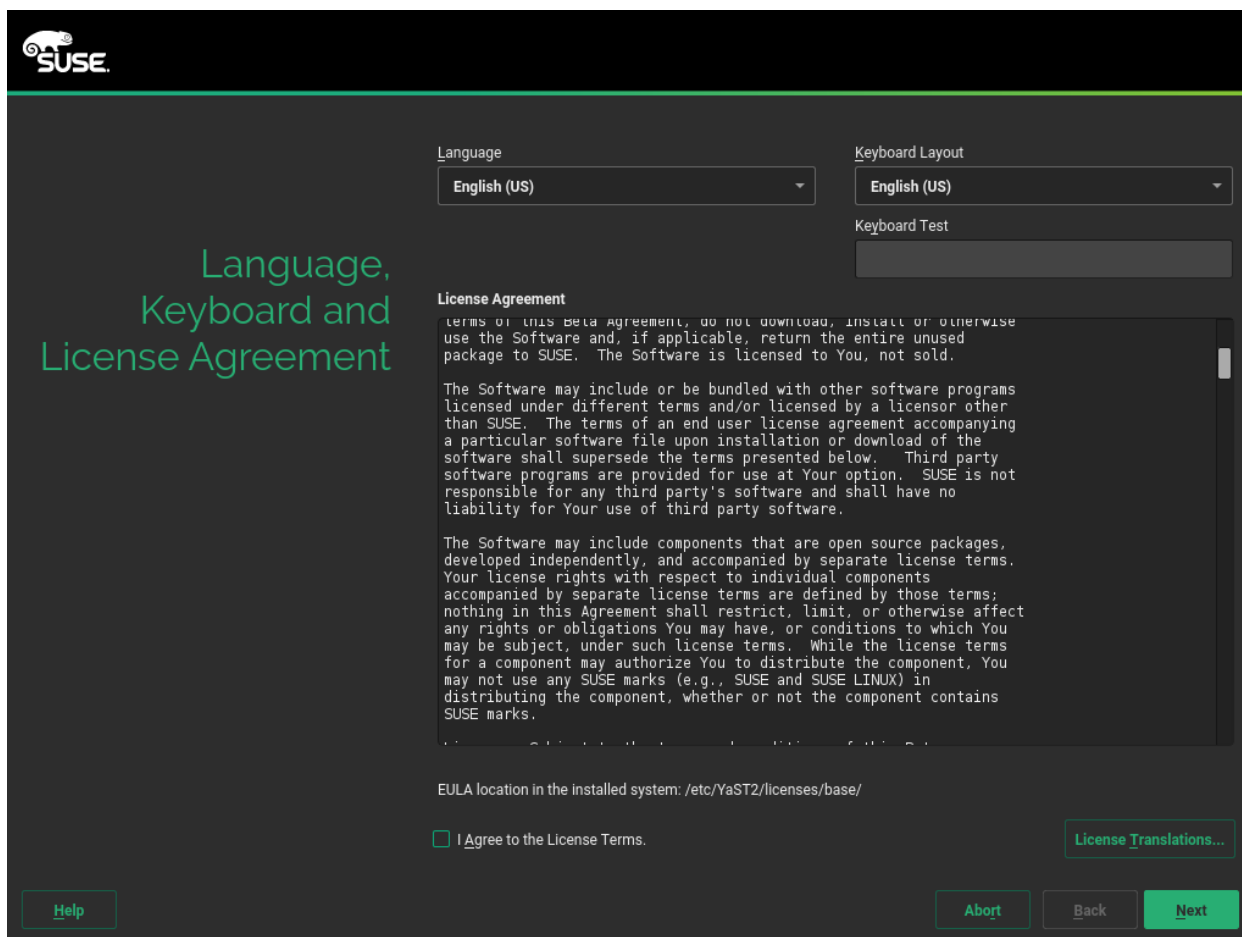 SUSE.
Language
Keyboard Layout
English (US)
English (US)
Keyboard Test
Language,
Keyboard and
License Agreement
License Agreement
terms of this Beta Agreement, do not download, install or otherwise
use the Software and, if applicable, return the entire unused
package to SUSE.  The Software is licensed to You, not sold.
The Software may include or be bundled with other software programs
licensed under different terms and/or licensed by a licensor other
than SUSE.  The terms of an end user license agreement accompanying
a particular software file upon installation or download of the
software shall supersede the terms presented below.   Third party
software programs are provided for use at Your option.  SUSE is not
responsible for any third party's software and shall have no
liability for Your use of third party software.
The Software may include components that are open source packages,
developed independently, and accompanied by separate license terms.
Your license rights with respect to individual components
accompanied by separate license terms are defined by those terms;
nothing in this Agreement shall restrict, limit, or otherwise affect
any rights or obligations You may have, or conditions to which You
may be subject, under such license terms.  While the license terms
for a component may authorize You to distribute the component, You
may not use any SUSE marks (e.g., SUSE and SUSE LINUX) in
distributing the component, whether or not the component contains
SUSE marks.
EULA location in the installed system: /etc/YaST2/licenses/base/
I Agree to the License Terms.
License Translations...
Help
Abort
Back
Next